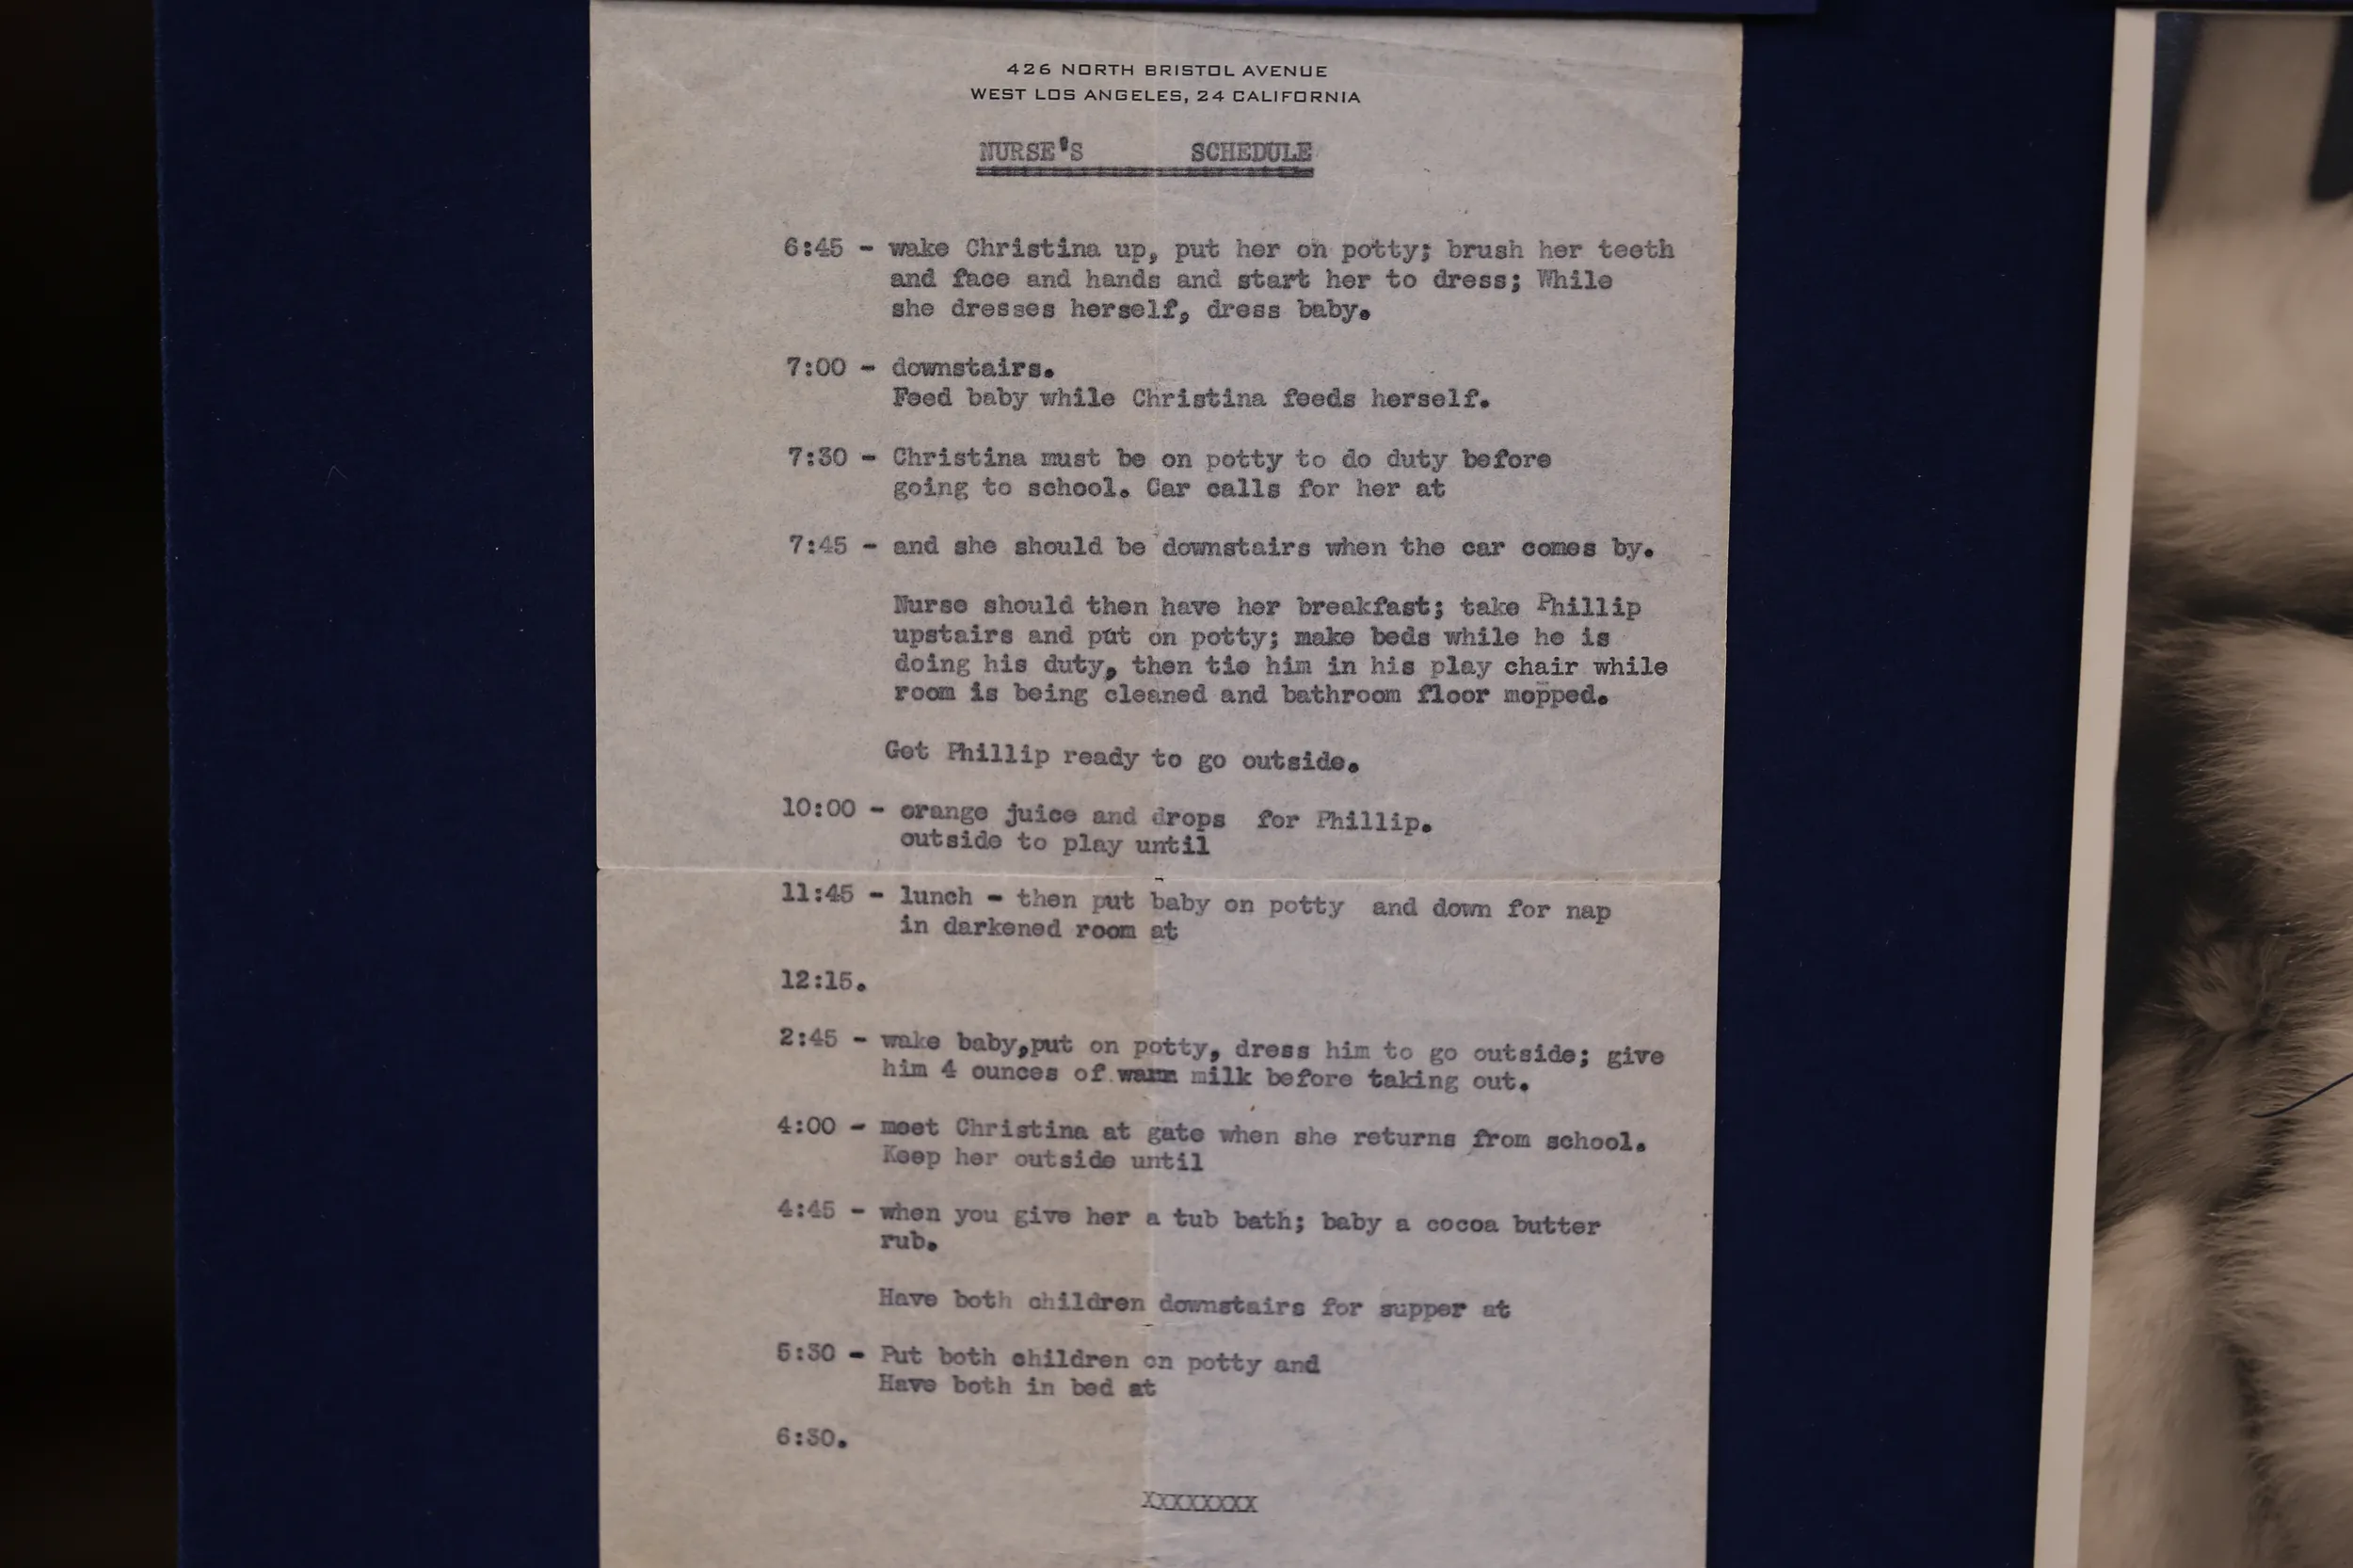 426 NORTH BRISTOL AVENUE
WEST LOS ANGELES, 24 CALIFORNIA
NURSE'S SCHEDULE
6:45 - wake Christina up, put her on potty; brush her teeth
and face and hands and start her to dress; While
she dresses herself, dress baby.
7:00 - downstairs.
Feed baby while Christina feeds herself.
7:30 - Christina must be on potty to do duty before
going to school. Car calls for her at
7:45 - and she should be downstairs when the car comes by.
Nurse should then have her breakfast; take Phillip
upstairs and put on potty; make beds while he is
doing his duty, then tie him in his play chair while
room is being cleaned and bathroom floor mopped.
Get Phillip ready to go outside.
10:00 - orange juice and drops for Phillip.
outside to play until
11:45 - lunch - then put baby on potty and down for nap
in darkened room at
12:15.
2:45 - wake baby,put on potty, dress him to go outside; give
him 4 ounces of warm milk before taking out.
4:00 - meet Christina at gate when she returns from school.
Keep her outside until
4:45 - when you give her a tub bath; baby a cocoa butter
rub.
Have both children downstairs for supper at
5:30 - Put both children on potty and
Have both in bed at
6:30.
XXXXXXXX